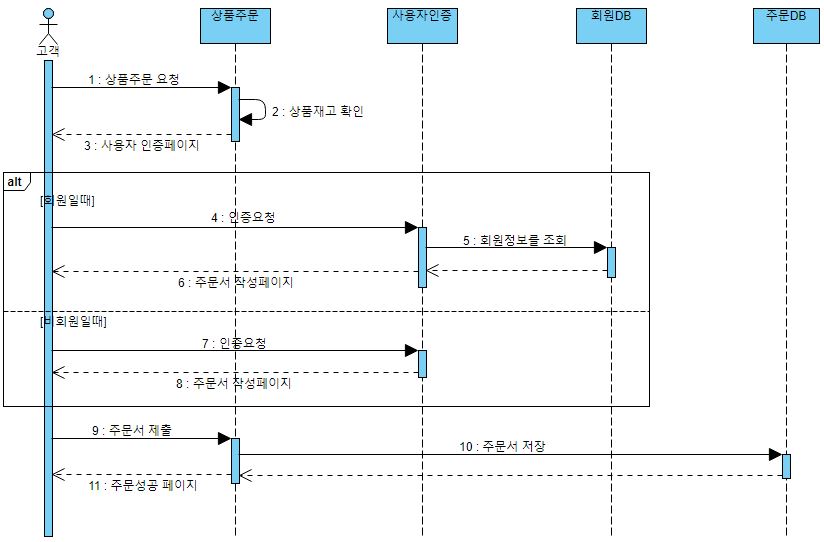 상품주문
사용자인증
회원DB
주문DB
고객
1 : 상품주문 요청
2 : 상품재고 확인
3 : 사용자 인증페이지
alt
[회원일때]
4 : 인증요청
5 : 회원정보를 조회
6 : 주문서 작성페이지
[비회원일때]
7 : 인증요청
8 : 주문서 작성페이지
9 : 주문서 제출
10 : 주문서 저장
11 : 주문성공 페이지